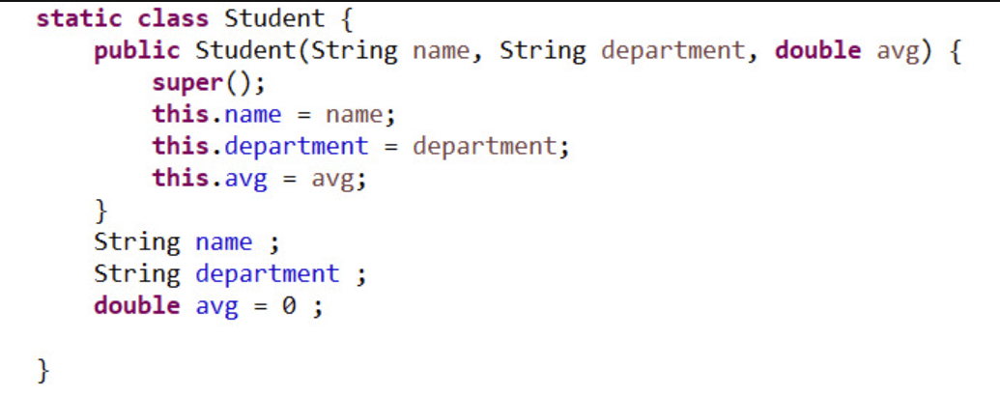 static class Student {
public Student(String name, String department, double avg) {
super();
this.name = name;
this.department = department;
this.avg = avg;
}
String name ;
String department ;
double avg = 0 ;
}